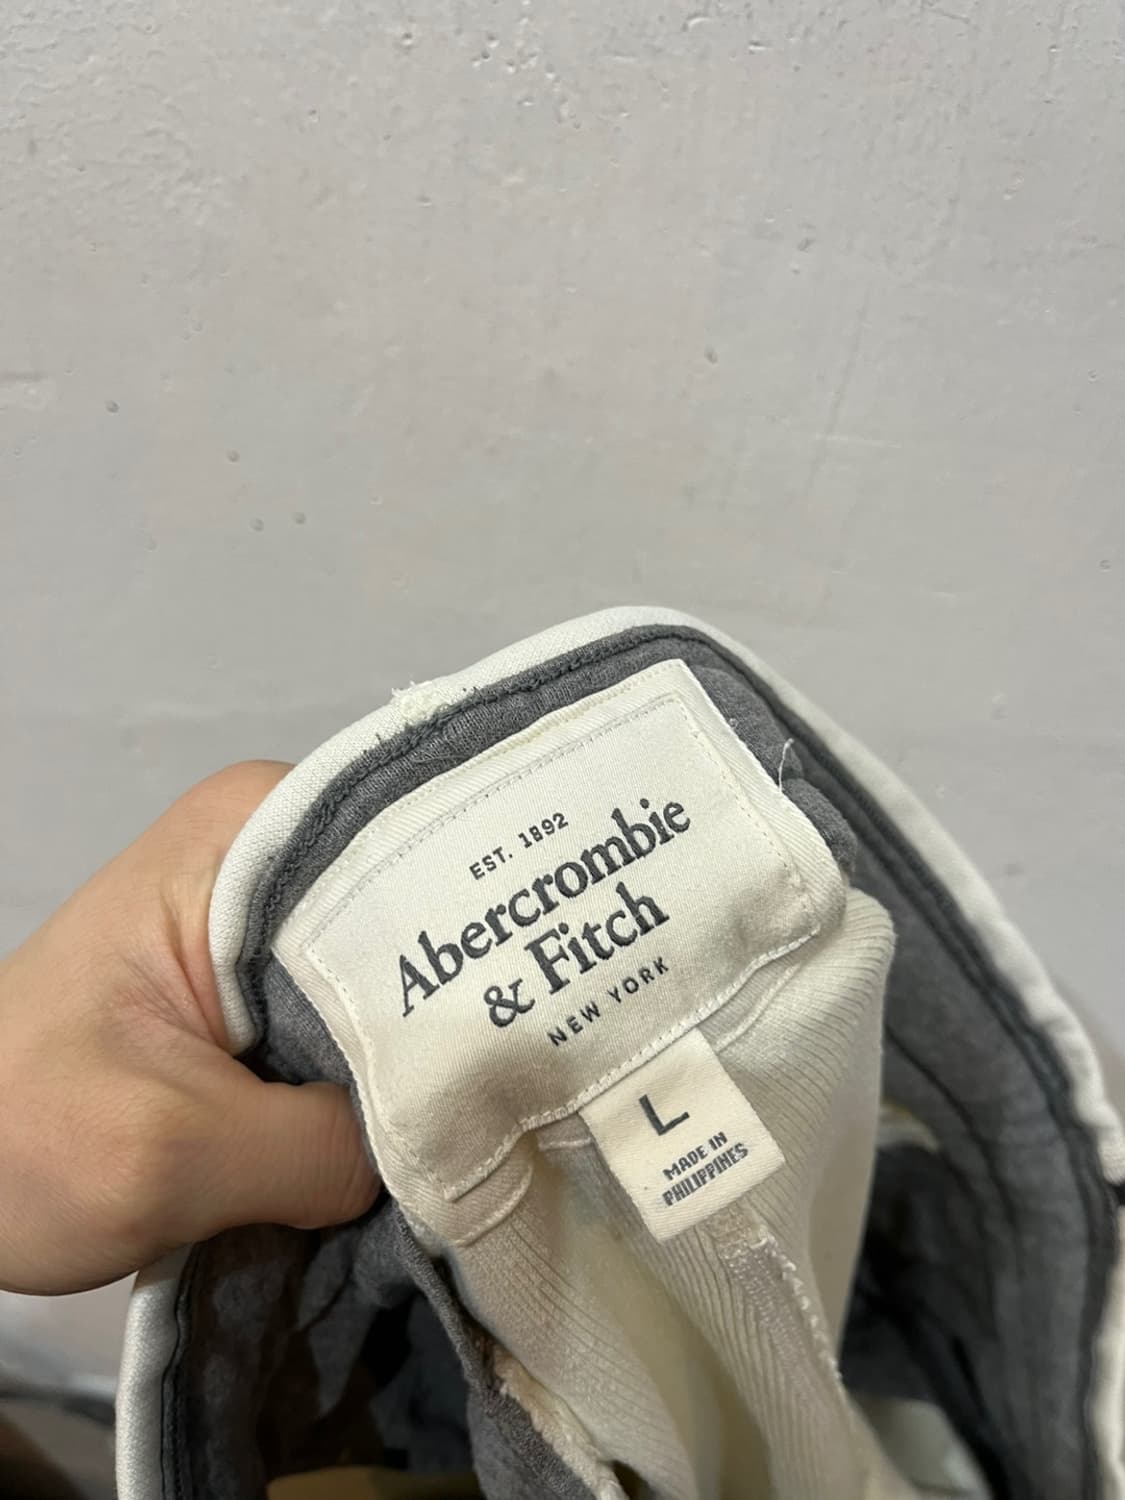 EST. 1892
Abercrombie
& Fitch
NEW YORK
L
MADE IN
PHILIPPINES